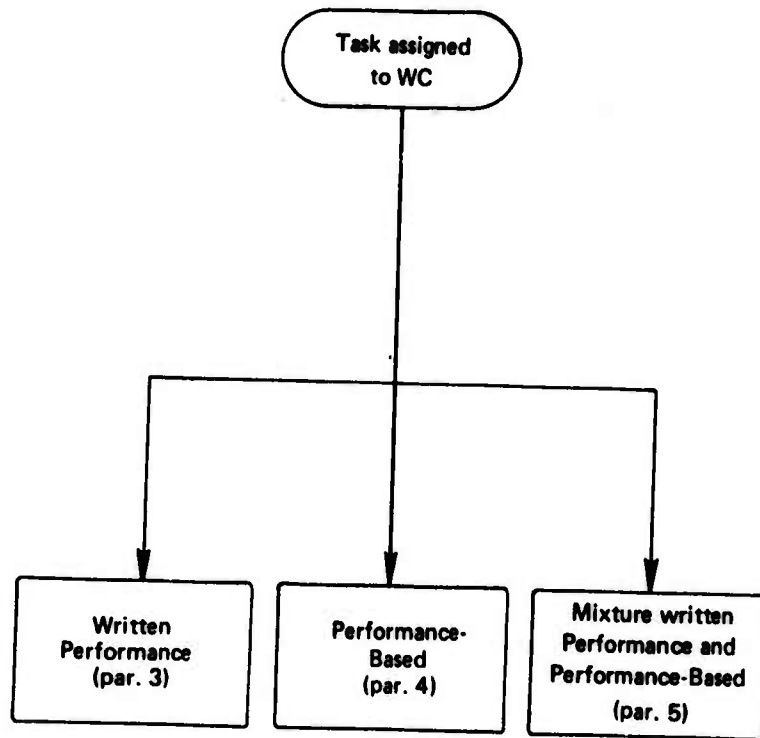 Task assigned
to WC
Written
Performance
(par. 3)
Performance-
Based
(par. 4)
Mixture written
Performance and
Performance-Based
(par. 5)